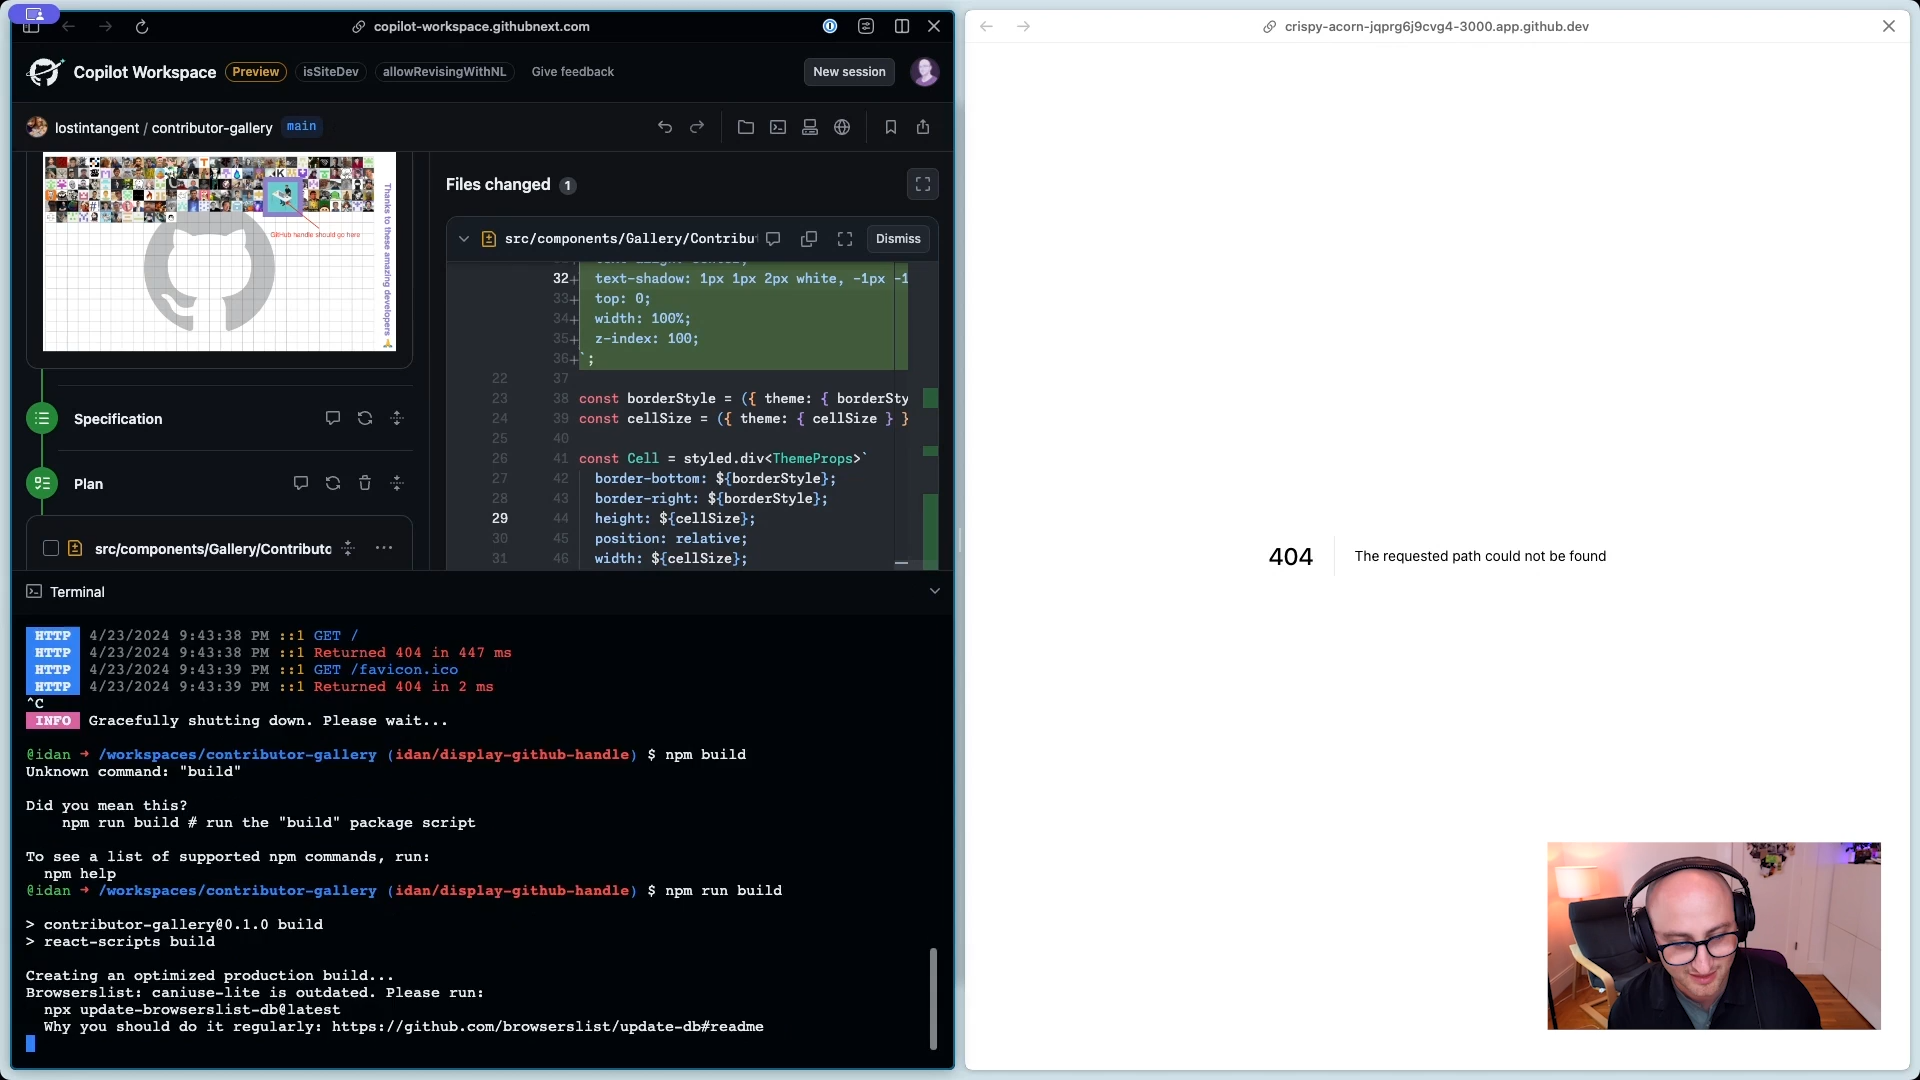 copilot-workspace.githubnext.com
Copilot Workspace Preview isSiteDev allowRevisingWithNL Give feedback New session
lostintangent / contributor-gallery main
GitHub handle should go here
Thanks to these amazing developers 🙏
Specification
Plan
src/components/Gallery/Contributo
Files changed 1
src/components/Gallery/Contribu Dismiss
32+ text-shadow: 1px 1px 2px white, -1px -1
33+ top: 0;
34+ width: 100%;
35+ z-index: 100;
36+`;
22 37
23 38 const borderStyle = ({ theme: { borderSty
24 39 const cellSize = ({ theme: { cellSize } }
25 40
26 41 const Cell = styled.div<ThemeProps>`
27 42 border-bottom: ${borderStyle};
28 43 border-right: ${borderStyle};
29 44 height: ${cellSize};
30 45 position: relative;
31 46 width: ${cellSize};
Terminal
HTTP 4/23/2024 9:43:38 PM ::1 GET /
HTTP 4/23/2024 9:43:38 PM ::1 Returned 404 in 447 ms
HTTP 4/23/2024 9:43:39 PM ::1 GET /favicon.ico
HTTP 4/23/2024 9:43:39 PM ::1 Returned 404 in 2 ms
^C
INFO Gracefully shutting down. Please wait...
@idan ➜ /workspaces/contributor-gallery (idan/display-github-handle) $ npm build
Unknown command: "build"
Did you mean this?
npm run build # run the "build" package script
To see a list of supported npm commands, run:
npm help
@idan ➜ /workspaces/contributor-gallery (idan/display-github-handle) $ npm run build
> contributor-gallery@0.1.0 build
> react-scripts build
Creating an optimized production build...
Browserslist: caniuse-lite is outdated. Please run:
npx update-browserslist-db@latest
Why you should do it regularly: https://github.com/browserslist/update-db#readme
crispy-acorn-jqprg6j9cvg4-3000.app.github.dev
404 The requested path could not be found